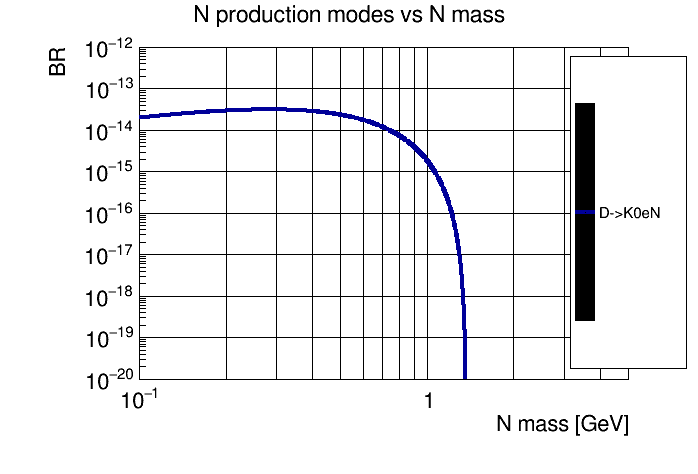 N production modes vs N mass
BR
10⁻¹²
10⁻¹³
10⁻¹⁴
10⁻¹⁵
10⁻¹⁶
10⁻¹⁷
10⁻¹⁸
10⁻¹⁹
10⁻²⁰
D->K0eN
10⁻¹ 1
N mass [GeV]